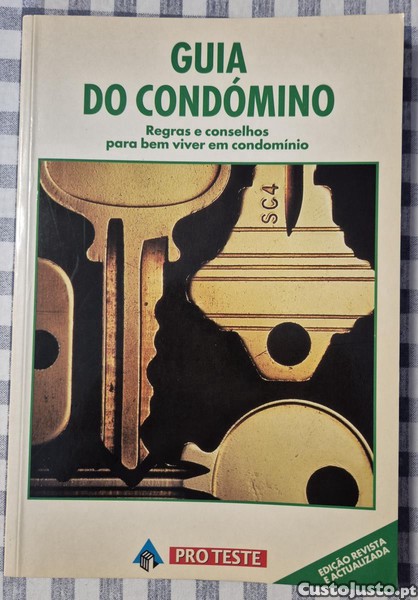 GUIA
DO CONDÓMINO
Regras e conselhos
para bem viver em condomínio
SC4
PRO TESTE
EDIÇÃO REVISTA
E ACTUALIZADA
CustoJusto.pt